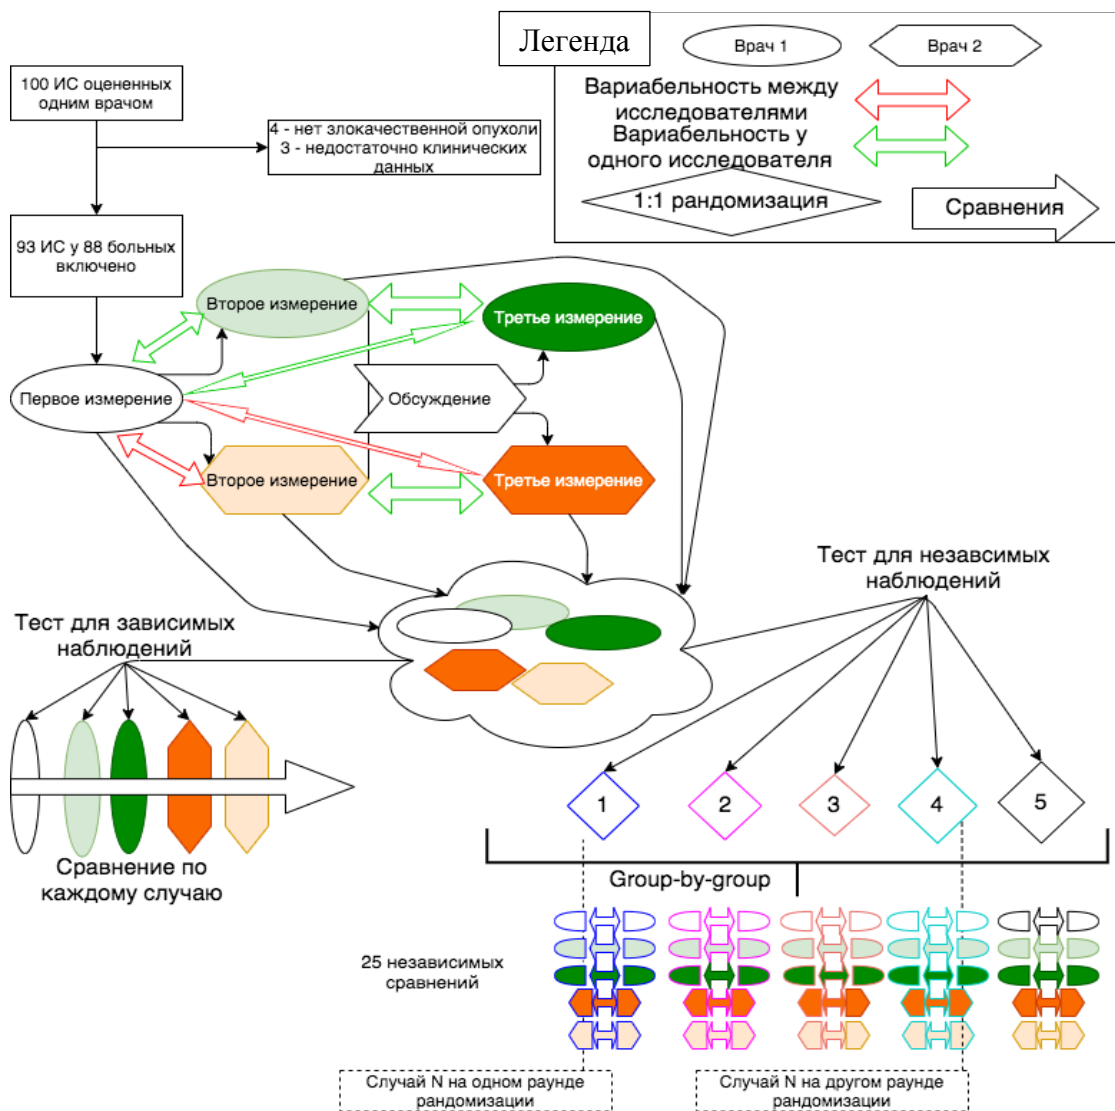 Легенда
Врач 1
Врач 2
Вариабельность между
исследователями
Вариабельность у
одного исследователя
1:1 рандомизация
Сравнения
100 ИС оцененных
одним врачом
4 - нет злокачественной опухоли
3 - недостаточно клинических
данных
93 ИС у 88 больных
включено
Второе измерение
Третье измерение
Первое измерение
Обсуждение
Второе измерение
Третье измерение
Тест для незавсимых
наблюдений
Тест для зависимых
наблюдений
1
2
3
4
5
Сравнение по
каждому случаю
Group-by-group
25 независимых
сравнений
Случай N на одном раунде
рандомизации
Случай N на другом раунде
рандомизации